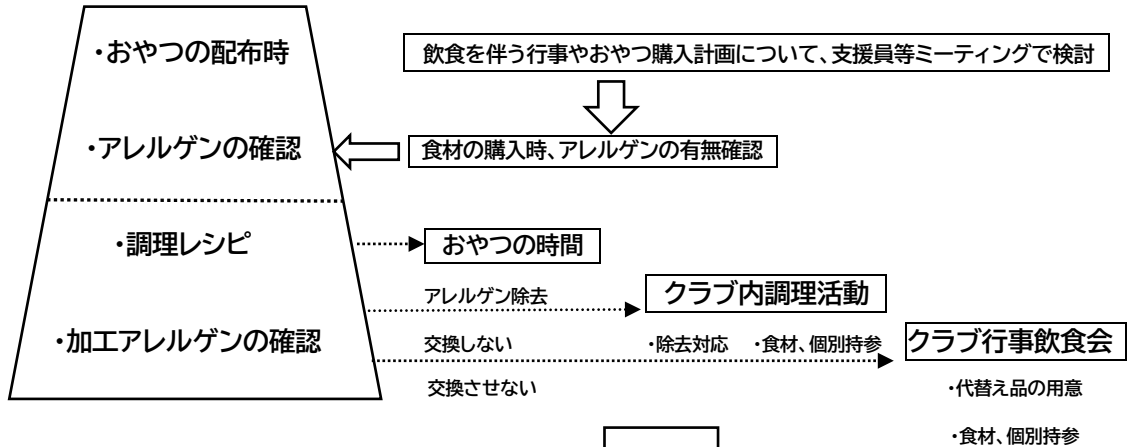 ・おやつの配布時
飲食を伴う行事やおやつ購入計画について、支援員等ミーティングで検討
・アレルゲンの確認
食材の購入時、アレルゲンの有無確認
・調理レシピ
おやつの時間
アレルゲン除去
クラブ内調理活動
・加工アレルゲンの確認
交換しない
・除去対応 ・食材、個別持参
クラブ行事飲食会
交換させない
・代替え品の用意
・食材、個別持参